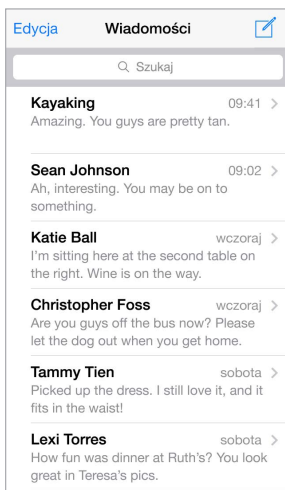 Edycja Wiadomości
Szukaj
Kayaking 09:41
Amazing. You guys are pretty tan.
Sean Johnson 09:02
Ah, interesting. You may be on to
something.
Katie Ball wczoraj
I'm sitting here at the second table on
the right. Wine is on the way.
Christopher Foss wczoraj
Are you guys off the bus now? Please
let the dog out when you get home.
Tammy Tien sobota
Picked up the dress. I still love it, and it
fits in the waist!
Lexi Torres sobota
How fun was dinner at Ruth's? You look
great in Teresa's pics.